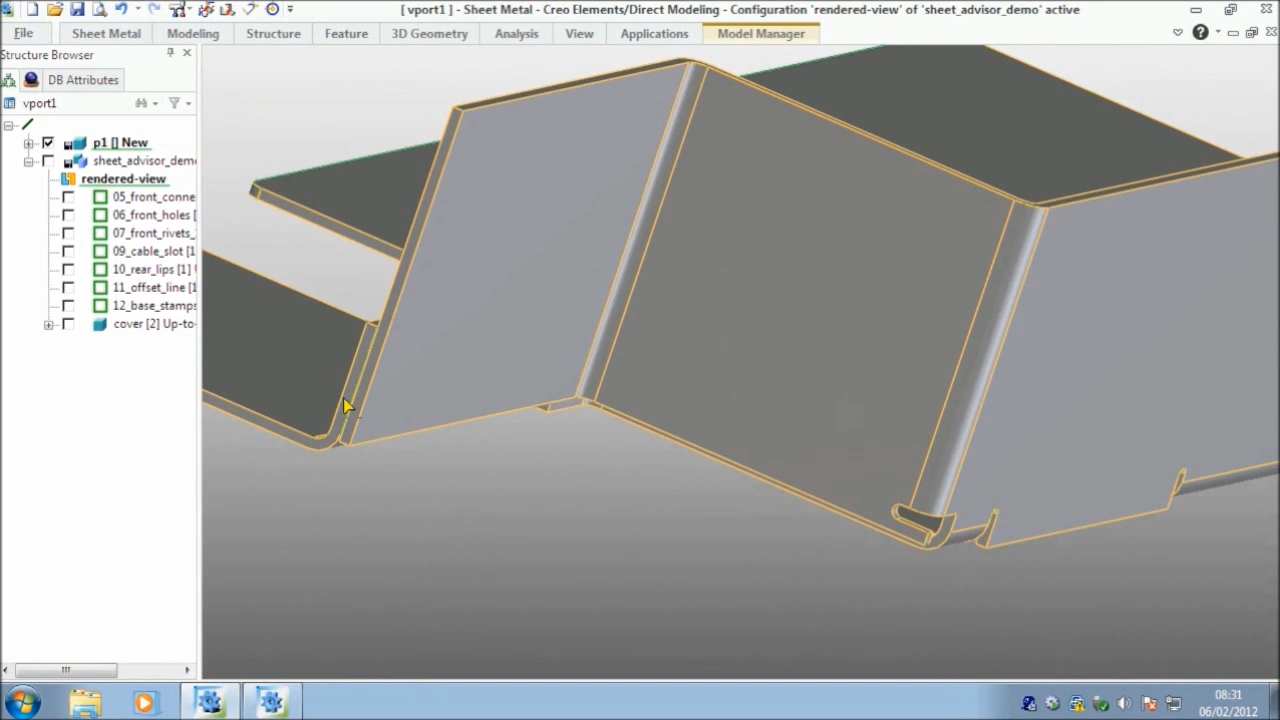 [ vport1 ] - Sheet Metal - Creo Elements/Direct Modeling - Configuration 'rendered-view' of 'sheet_advisor_demo' active
File Sheet Metal Modeling Structure Feature 3D Geometry Analysis View Applications Model Manager
Structure Browser
DB Attributes
vport1
p1 [] New
sheet_advisor_demo
rendered-view
05_front_conne
06_front_holes [
07_front_rivets_
09_cable_slot [1
10_rear_lips [1]
11_offset_line [1
12_base_stamps
cover [2] Up-to-
08:31
06/02/2012